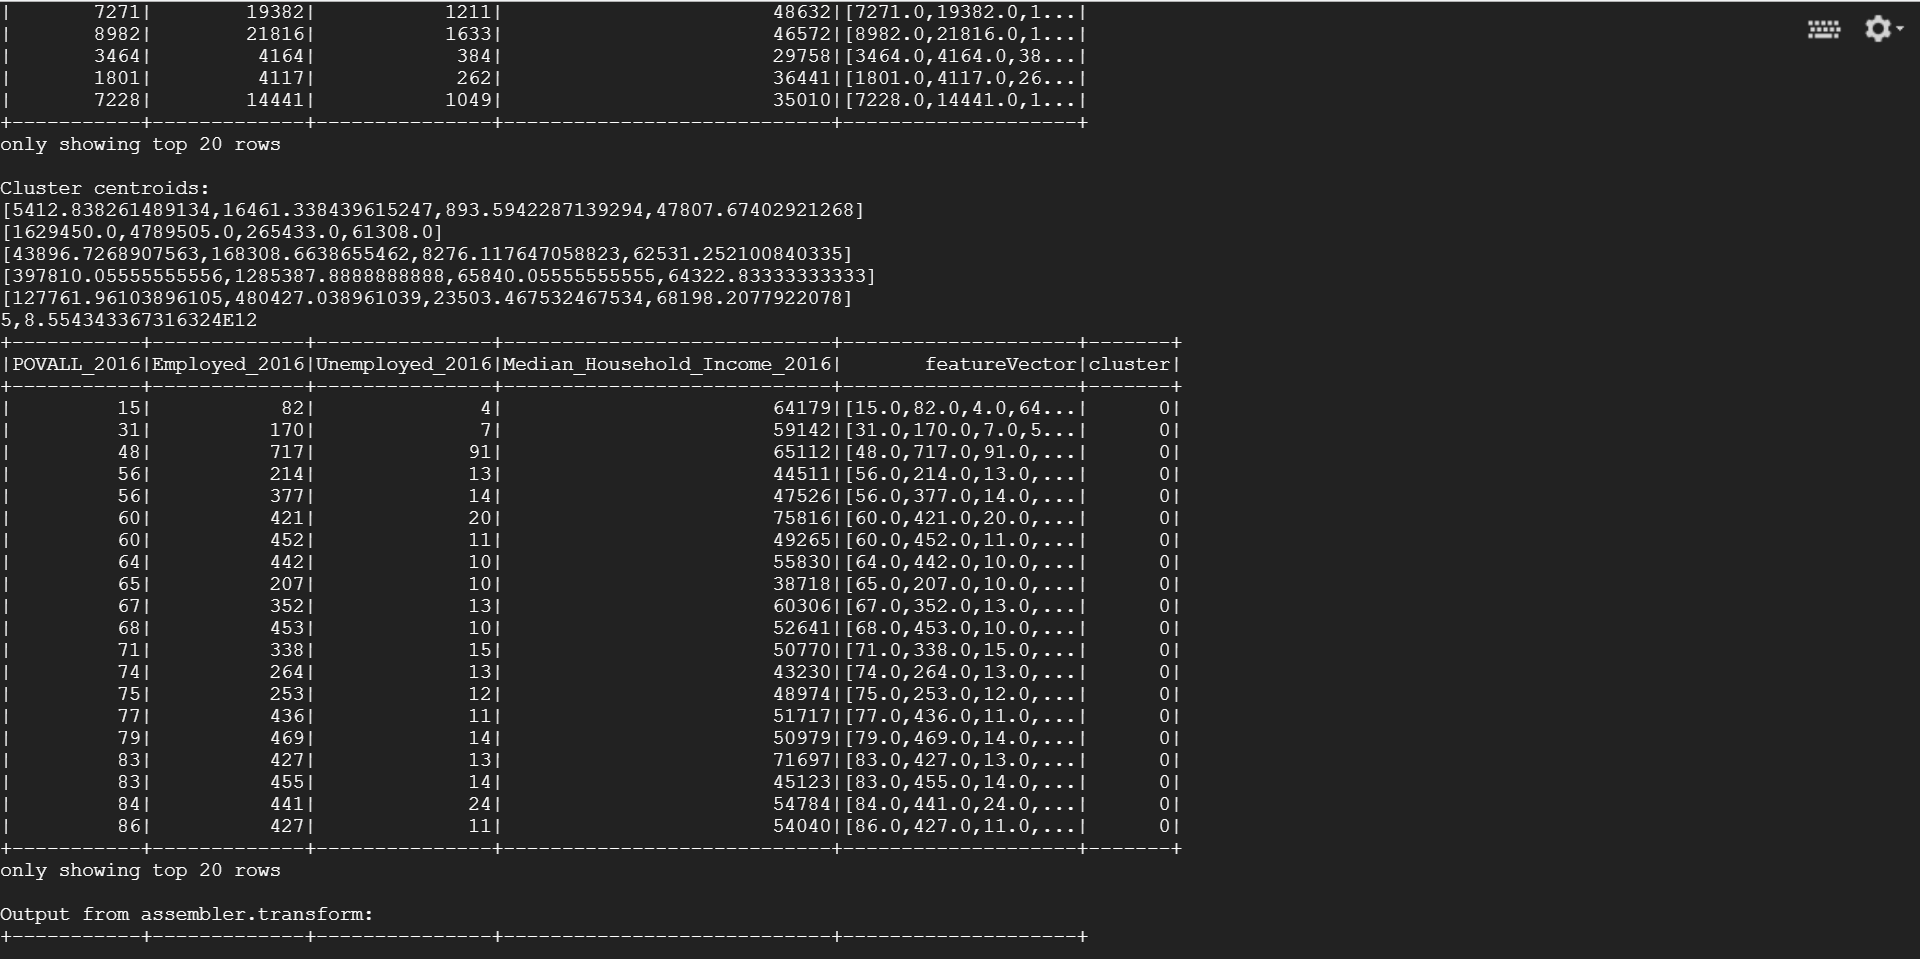 |       7271|        19382|           1211|                       48632|[7271.0,19382.0,1...|
|       8982|        21816|           1633|                       46572|[8982.0,21816.0,1...|
|       3464|         4164|            384|                       29758|[3464.0,4164.0,38...|
|       1801|         4117|            262|                       36441|[1801.0,4117.0,26...|
|       7228|        14441|           1049|                       35010|[7228.0,14441.0,1...|
+-----------+-------------+---------------+----------------------------+--------------------+
only showing top 20 rows

Cluster centroids:
[5412.838261489134,16461.338439615247,893.5942287139294,47807.67402921268]
[1629450.0,4789505.0,265433.0,61308.0]
[43896.7268907563,168308.6638655462,8276.117647058823,62531.252100840335]
[397810.05555555556,1285387.8888888888,65840.05555555555,64322.83333333333]
[127761.96103896105,480427.038961039,23503.467532467534,68198.2077922078]
5,8.554343367316324E12
+-----------+-------------+---------------+----------------------------+--------------------+-------+
|POVALL_2016|Employed_2016|Unemployed_2016|Median_Household_Income_2016|       featureVector|cluster|
+-----------+-------------+---------------+----------------------------+--------------------+-------+
|         15|           82|              4|                       64179|[15.0,82.0,4.0,64...|      0|
|         31|          170|              7|                       59142|[31.0,170.0,7.0,5...|      0|
|         48|          717|             91|                       65112|[48.0,717.0,91.0,...|      0|
|         56|          214|             13|                       44511|[56.0,214.0,13.0,...|      0|
|         56|          377|             14|                       47526|[56.0,377.0,14.0,...|      0|
|         60|          421|             20|                       75816|[60.0,421.0,20.0,...|      0|
|         60|          452|             11|                       49265|[60.0,452.0,11.0,...|      0|
|         64|          442|             10|                       55830|[64.0,442.0,10.0,...|      0|
|         65|          207|             10|                       38718|[65.0,207.0,10.0,...|      0|
|         67|          352|             13|                       60306|[67.0,352.0,13.0,...|      0|
|         68|          453|             10|                       52641|[68.0,453.0,10.0,...|      0|
|         71|          338|             15|                       50770|[71.0,338.0,15.0,...|      0|
|         74|          264|             13|                       43230|[74.0,264.0,13.0,...|      0|
|         75|          253|             12|                       48974|[75.0,253.0,12.0,...|      0|
|         77|          436|             11|                       51717|[77.0,436.0,11.0,...|      0|
|         79|          469|             14|                       50979|[79.0,469.0,14.0,...|      0|
|         83|          427|             13|                       71697|[83.0,427.0,13.0,...|      0|
|         83|          455|             14|                       45123|[83.0,455.0,14.0,...|      0|
|         84|          441|             24|                       54784|[84.0,441.0,24.0,...|      0|
|         86|          427|             11|                       54040|[86.0,427.0,11.0,...|      0|
+-----------+-------------+---------------+----------------------------+--------------------+-------+
only showing top 20 rows

Output from assembler.transform:
+-----------+-------------+---------------+----------------------------+--------------------+